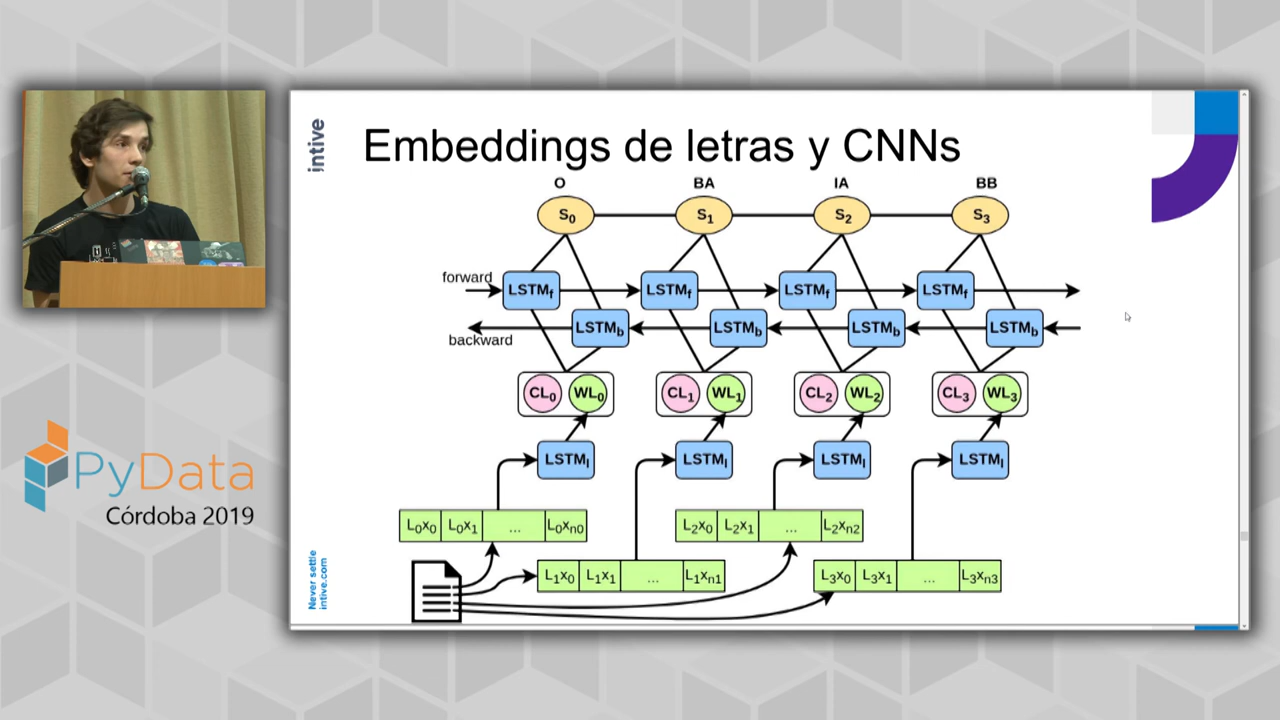 intive
Embeddings de letras y CNNs
O BA IA BB
S0 S1 S2 S3
forward
LSTMf LSTMf LSTMf LSTMf
LSTMb LSTMb LSTMb LSTMb
backward
CL0 WL0 CL1 WL1 CL2 WL2 CL3 WL3
LSTMl LSTMl LSTMl LSTMl
L0x0 L0x1 ... L0xn0 L2x0 L2x1 ... L2xn2
L1x0 L1x1 ... L1xn1 L3x0 L3x1 ... L3xn3
Never settle
intive.com
PyData
Córdoba 2019